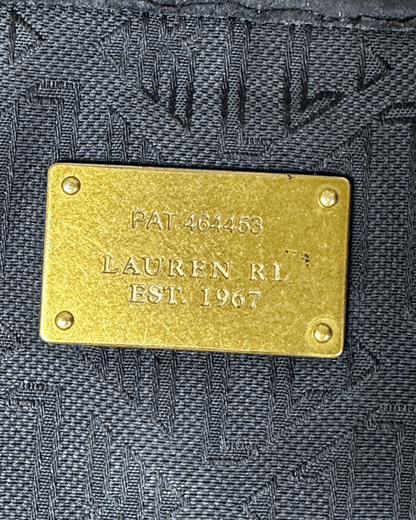 PAT 464453
LAUREN RL
EST. 1967